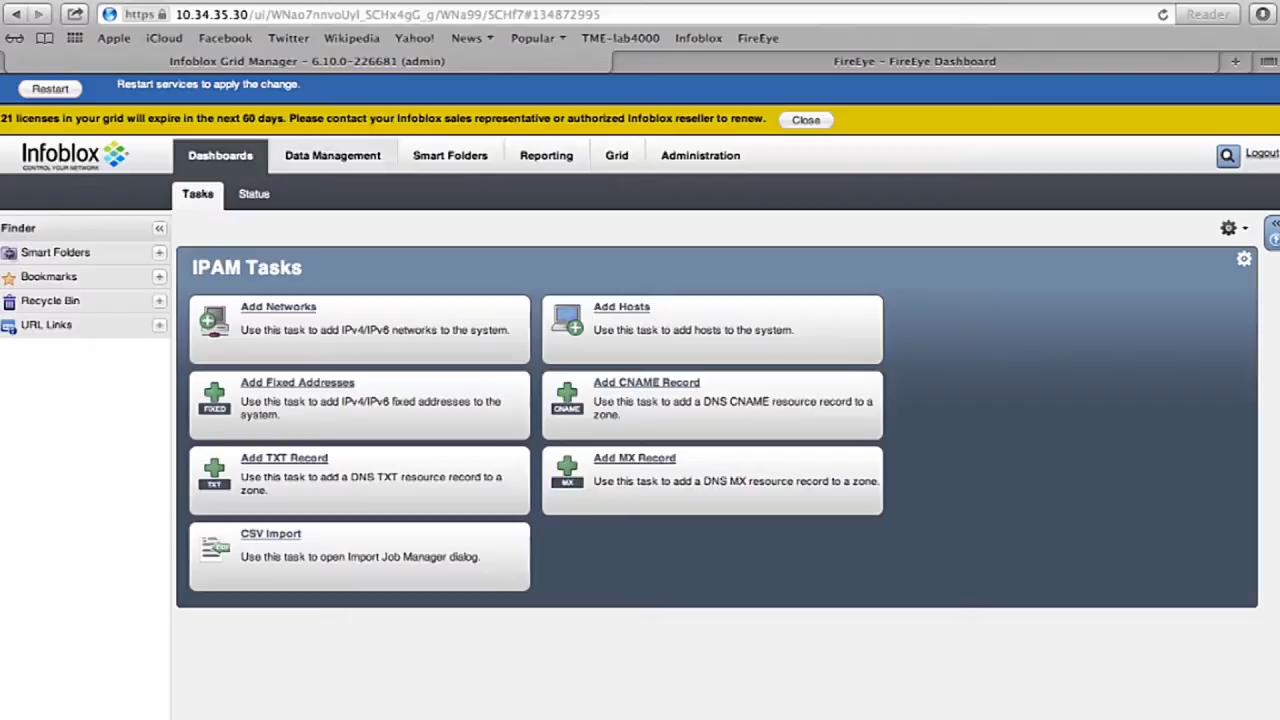 https 10.34.35.30/ui/WNao7nnvoUyI_SCHx4gG_g/WNa99/SCHf7#134872995 Reader
Apple iCloud Facebook Twitter Wikipedia Yahoo! News Popular TME-lab4000 Infoblox FireEye
Infoblox Grid Manager - 6.10.0-226681 (admin) FireEye - FireEye Dashboard
Restart Restart services to apply the change.
21 licenses in your grid will expire in the next 60 days. Please contact your Infoblox sales representative or authorized Infoblox reseller to renew. Close
Infoblox
CONTROL YOUR NETWORK
Dashboards Data Management Smart Folders Reporting Grid Administration Logout
Tasks Status
Finder
Smart Folders
Bookmarks
Recycle Bin
URL Links
IPAM Tasks
Add Networks
Use this task to add IPv4/IPv6 networks to the system.
Add Hosts
Use this task to add hosts to the system.
FIXED
Add Fixed Addresses
Use this task to add IPv4/IPv6 fixed addresses to the
system.
CNAME
Add CNAME Record
Use this task to add a DNS CNAME resource record to a
zone.
TXT
Add TXT Record
Use this task to add a DNS TXT resource record to a
zone.
MX
Add MX Record
Use this task to add a DNS MX resource record to a zone.
CSV Import
Use this task to open Import Job Manager dialog.